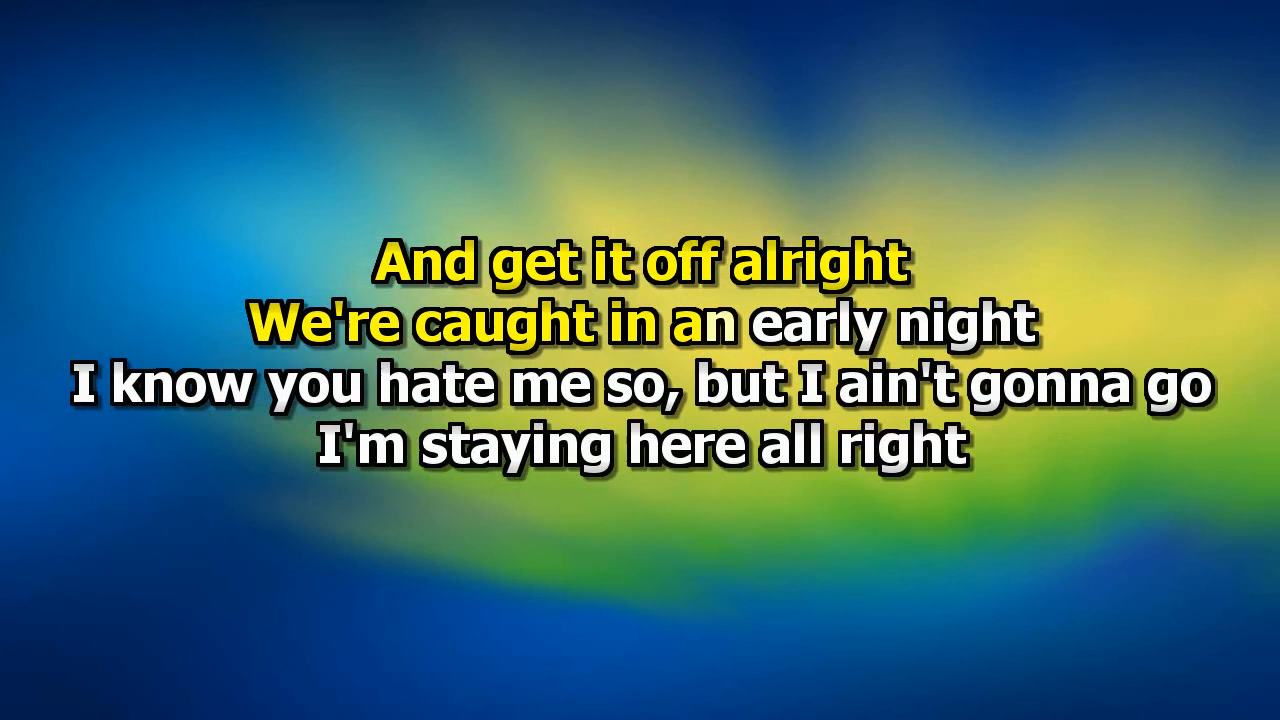 And get it off alright
We're caught in an early night
I know you hate me so, but I ain't gonna go
I'm staying here all right